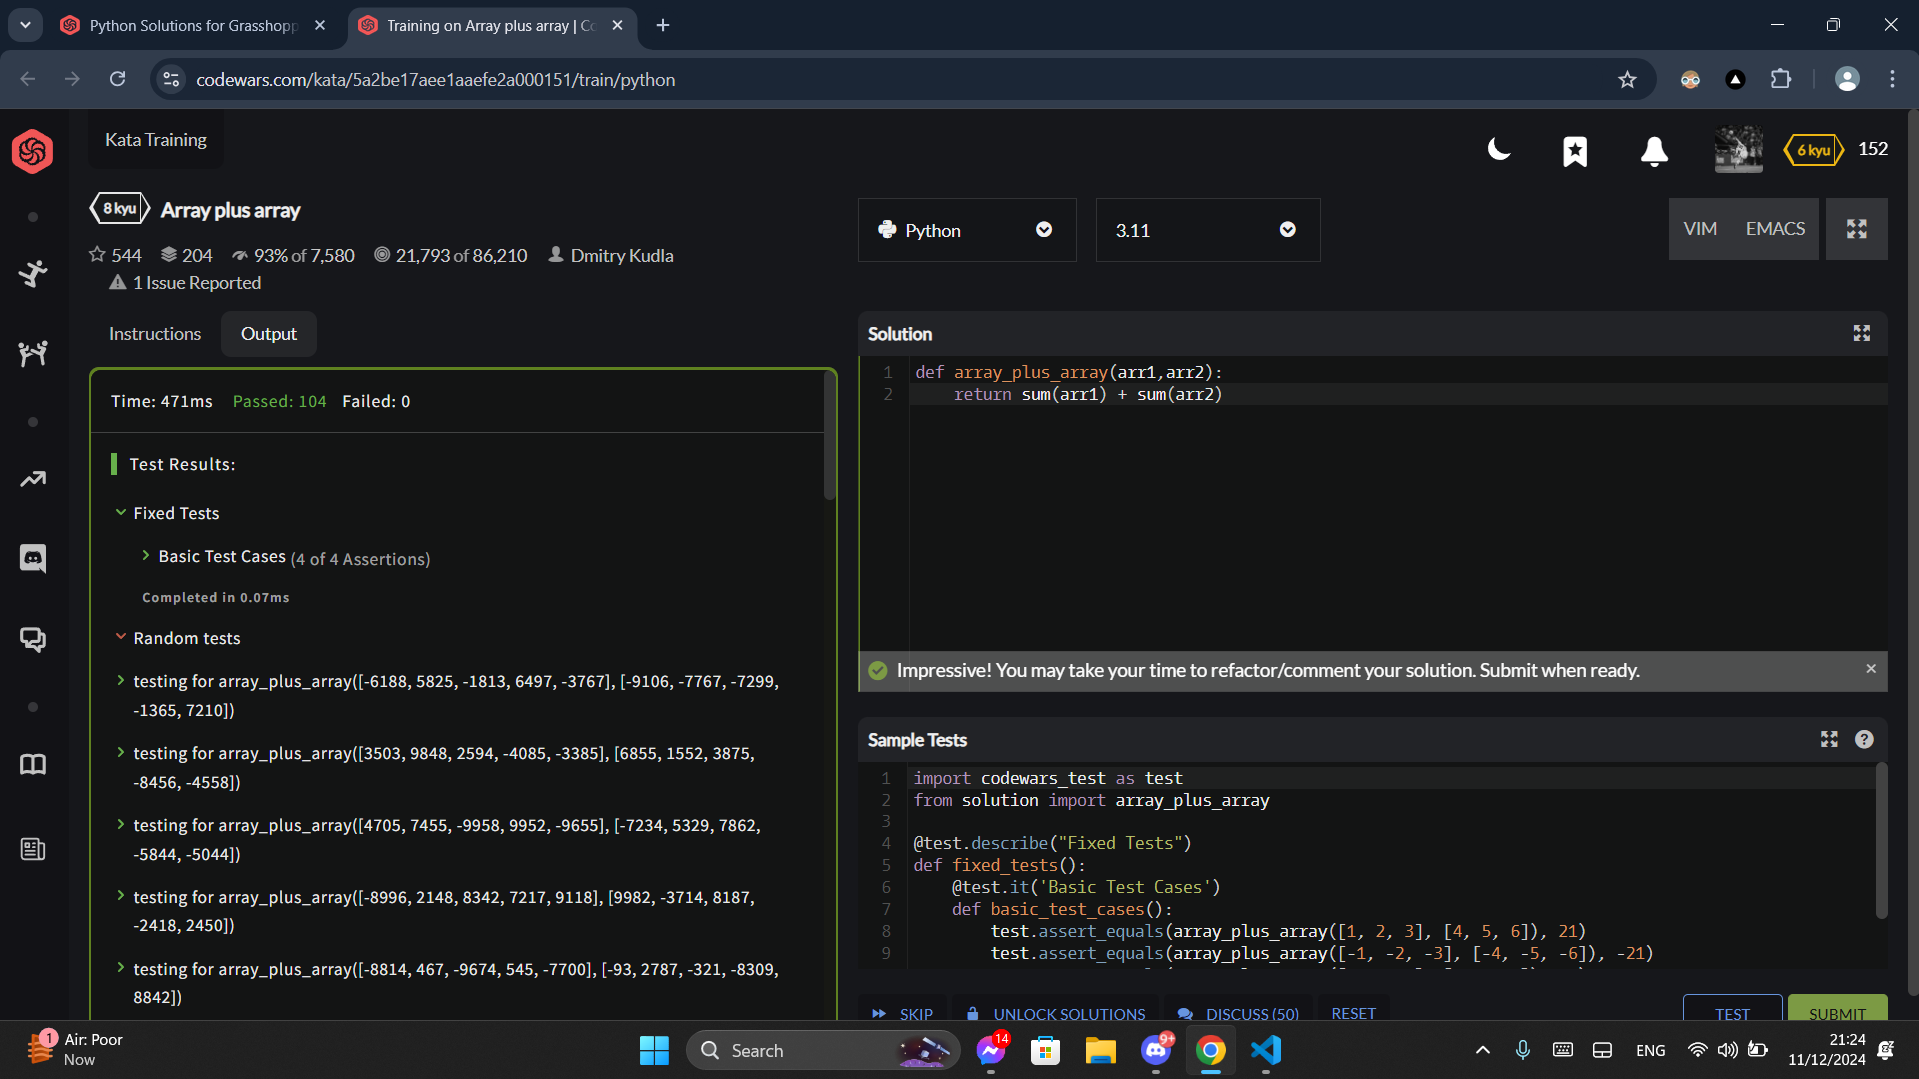 Python Solutions for Grasshopp
Training on Array plus array | Co
codewars.com/kata/5a2be17aee1aaefe2a000151/train/python
Kata Training
6 kyu 152
8 kyu Array plus array
544 204 93% of 7,580 21,793 of 86,210 Dmitry Kudla
1 Issue Reported
Python
3.11
VIM EMACS
Instructions
Output
Time: 471ms Passed: 104 Failed: 0
Test Results:
Fixed Tests
Basic Test Cases (4 of 4 Assertions)
Completed in 0.07ms
Random tests
testing for array_plus_array([-6188, 5825, -1813, 6497, -3767], [-9106, -7767, -7299,
-1365, 7210])
testing for array_plus_array([3503, 9848, 2594, -4085, -3385], [6855, 1552, 3875,
-8456, -4558])
testing for array_plus_array([4705, 7455, -9958, 9952, -9655], [-7234, 5329, 7862,
-5844, -5044])
testing for array_plus_array([-8996, 2148, 8342, 7217, 9118], [9982, -3714, 8187,
-2418, 2450])
testing for array_plus_array([-8814, 467, -9674, 545, -7700], [-93, 2787, -321, -8309,
8842])
Solution
1 def array_plus_array(arr1,arr2):
2 return sum(arr1) + sum(arr2)
Impressive! You may take your time to refactor/comment your solution. Submit when ready.
Sample Tests
1 import codewars_test as test
2 from solution import array_plus_array
3
4 @test.describe("Fixed Tests")
5 def fixed_tests():
6 @test.it('Basic Test Cases')
7 def basic_test_cases():
8 test.assert_equals(array_plus_array([1, 2, 3], [4, 5, 6]), 21)
9 test.assert_equals(array_plus_array([-1, -2, -3], [-4, -5, -6]), -21)
SKIP UNLOCK SOLUTIONS DISCUSS (50) RESET TEST SUBMIT
1
Air: Poor
Now
Search
14
9+
ENG
21:24
11/12/2024